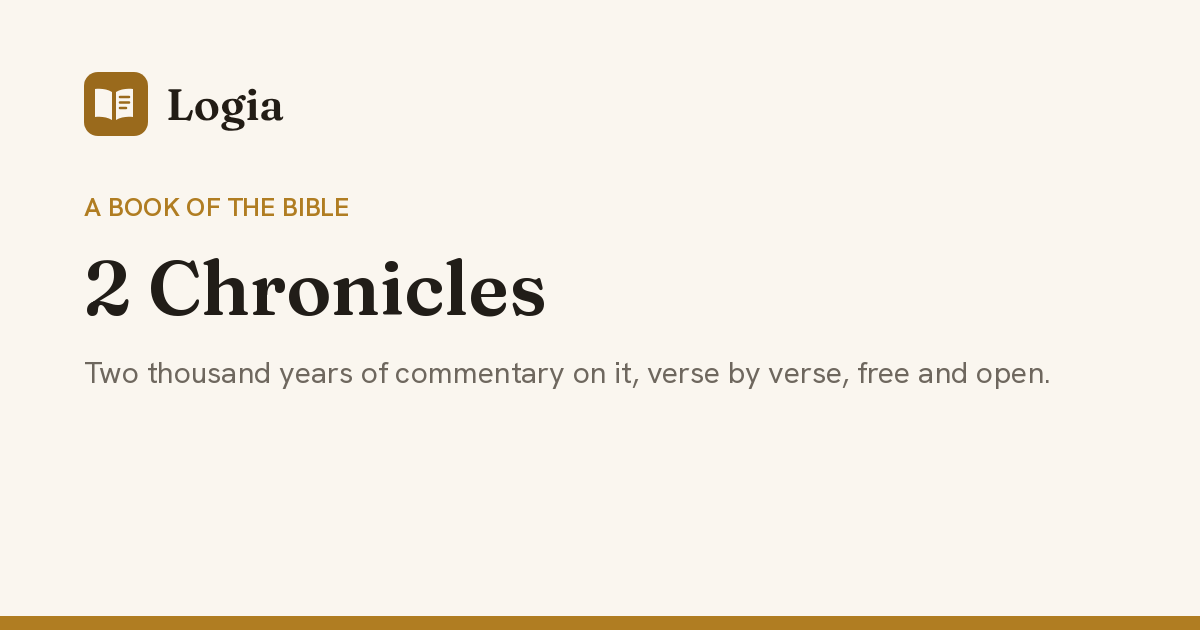 Logia
A BOOK OF THE BIBLE
2 Chronicles
Two thousand years of commentary on it, verse by verse, free and open.